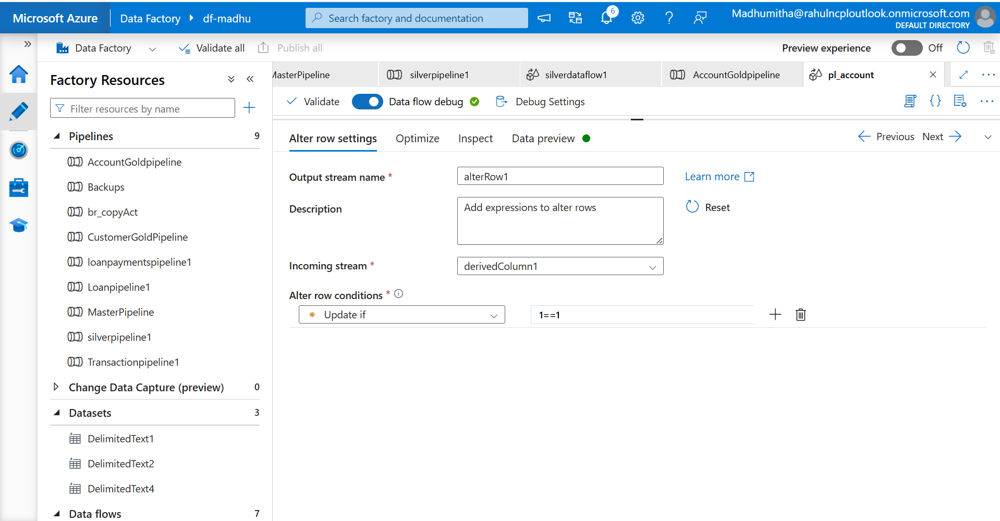 Microsoft Azure
Data Factory
df-madhu
Search factory and documentation
6
Madhumitha@rahulncploutlook.onmicrosoft.com
DEFAULT DIRECTORY
Data Factory
Validate all
Publish all
Preview experience
Off
Factory Resources
MasterPipeline
silverpipeline1
silverdataflow1
AccountGoldpipeline
pl_account
Filter resources by name
Validate
Data flow debug
Debug Settings
Pipelines 9
AccountGoldpipeline
Backups
br_copyAct
CustomerGoldPipeline
loanpaymentspipeline1
Loanpipeline1
MasterPipeline
silverpipeline1
Transactionpipeline1
Change Data Capture (preview) 0
Datasets 3
DelimitedText1
DelimitedText2
DelimitedText4
Data flows 7
Alter row settings
Optimize
Inspect
Data preview
Previous
Next
Output stream name *
alterRow1
Learn more
Description
Add expressions to alter rows
Reset
Incoming stream *
derivedColumn1
Alter row conditions *
Update if
1==1